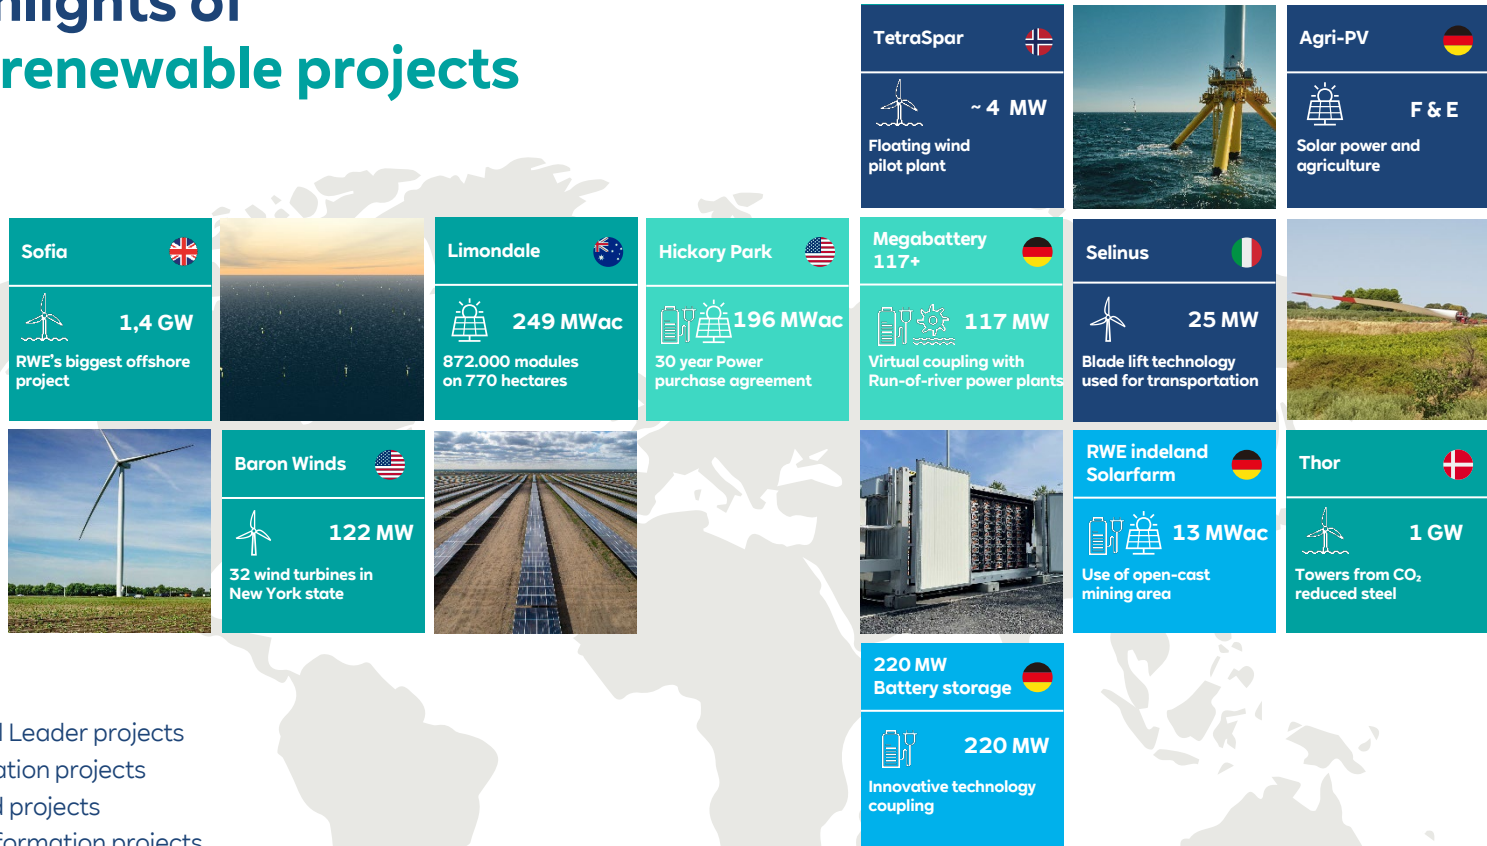 renewable projects
TetraSpar
~ 4 MW
Floating wind
pilot plant
Agri-PV
F & E
Solar power and
agriculture
Sofia
1,4 GW
RWE's biggest offshore
project
Limondale
249 MWac
872.000 modules
on 770 hectares
Hickory Park
196 MWac
30 year Power
purchase agreement
Megabattery
117+
117 MW
Virtual coupling with
Run-of-river power plants
Selinus
25 MW
Blade lift technology
used for transportation
Baron Winds
122 MW
32 wind turbines in
New York state
RWE indeland
Solarfarm
13 MWac
Use of open-cast
mining area
Thor
1 GW
Towers from CO₂
reduced steel
220 MW
Battery storage
220 MW
Innovative technology
coupling
Leader projects
projects
projects
projects